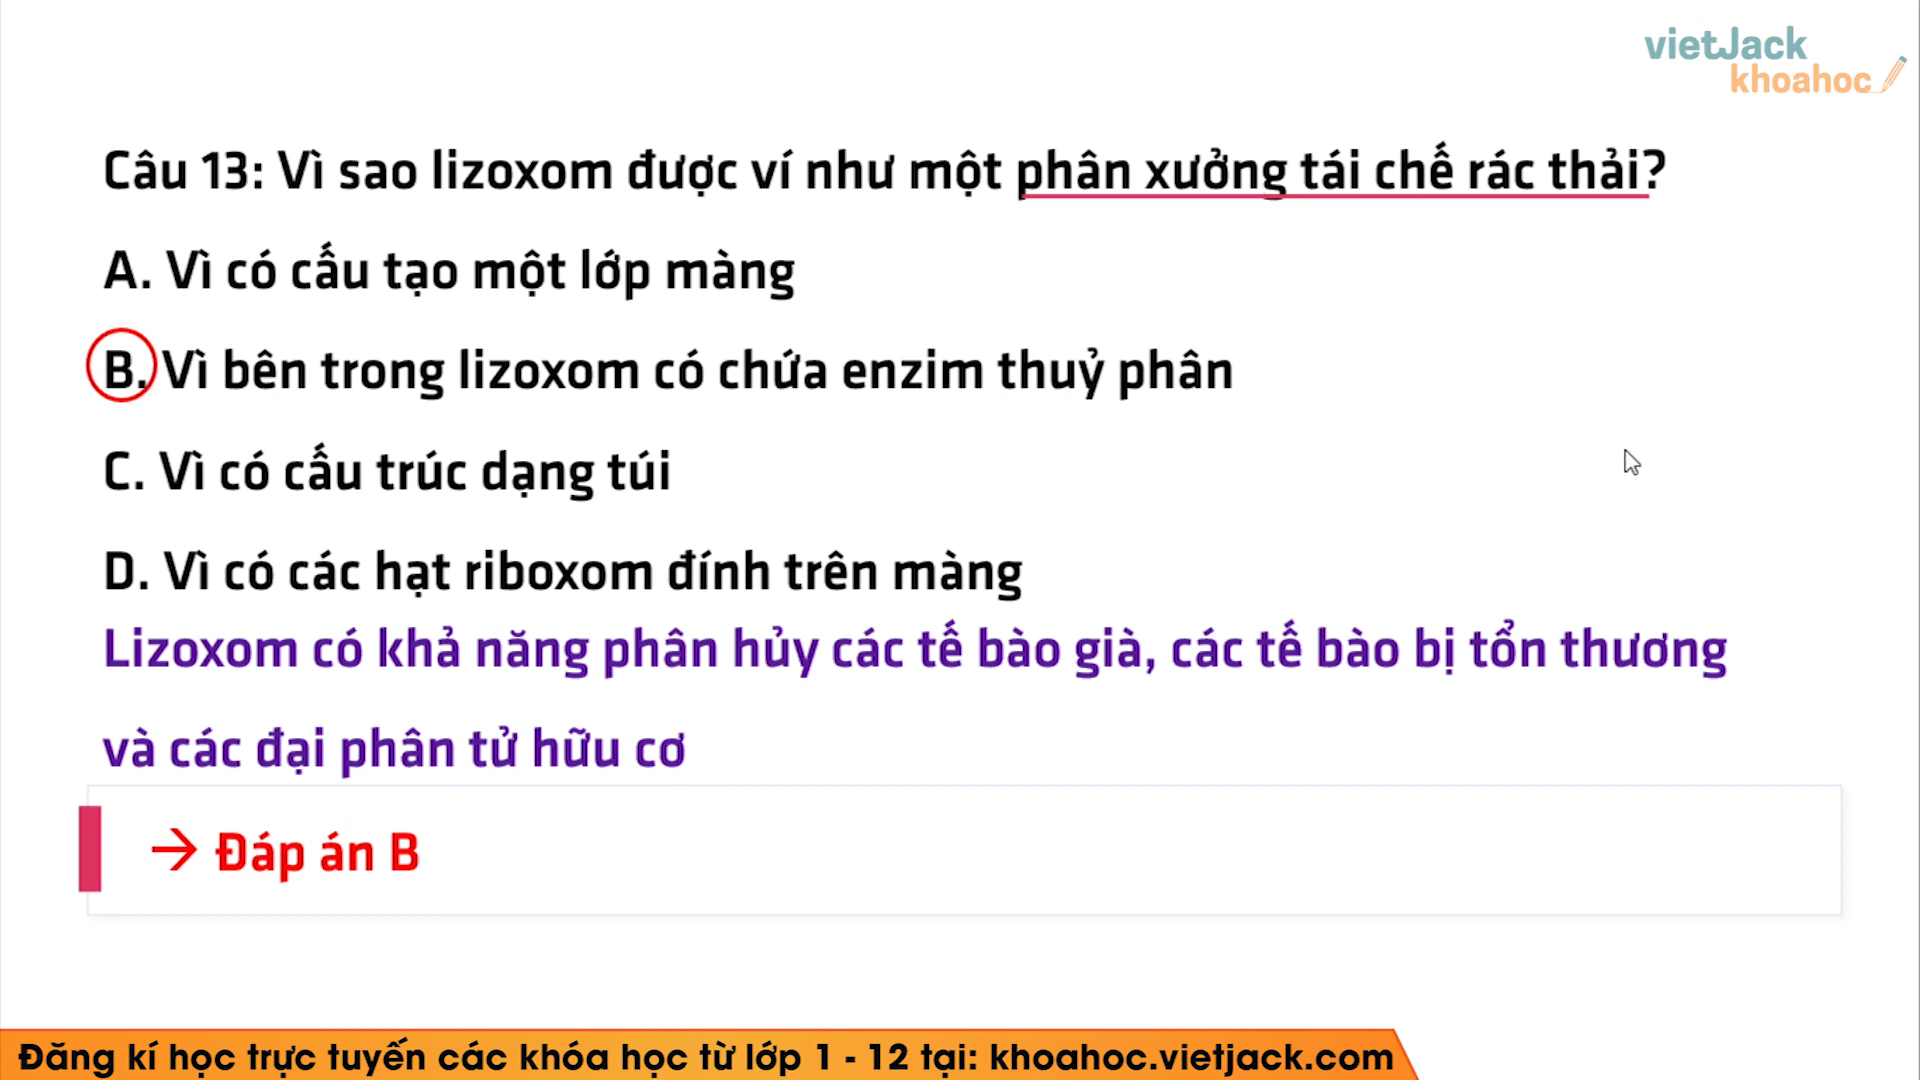 vietJack
khoahoc
Câu 13: Vì sao lizoxom được ví như một phân xưởng tái chế rác thải?
A. Vì có cấu tạo một lớp màng
B. Vì bên trong lizoxom có chứa enzim thuỷ phân
C. Vì có cấu trúc dạng túi
D. Vì có các hạt riboxom đính trên màng
Lizoxom có khả năng phân hủy các tế bào già, các tế bào bị tổn thương
và các đại phân tử hữu cơ
→ Đáp án B
Đăng kí học trực tuyến các khóa học từ lớp 1 - 12 tại: khoahoc.vietjack.com